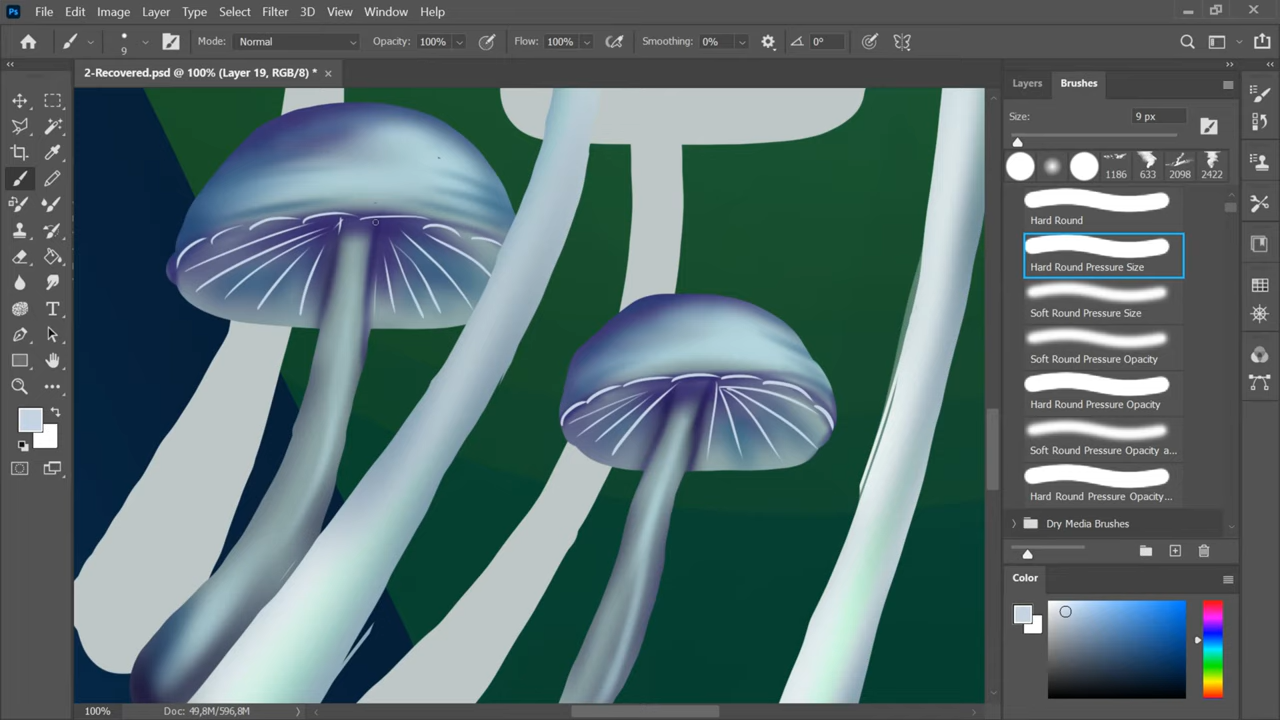 Ps File Edit Image Layer Type Select Filter 3D View Window Help
9 Mode: Normal Opacity: 100% Flow: 100% Smoothing: 0% 0°
2-Recovered.psd @ 100% (Layer 19, RGB/8) *
Layers Brushes
Size: 9 px
1186 633 2098 2422
Hard Round
Hard Round Pressure Size
Soft Round Pressure Size
Soft Round Pressure Opacity
Hard Round Pressure Opacity
Soft Round Pressure Opacity a...
Hard Round Pressure Opacity...
Dry Media Brushes
Color
100% Doc: 49,8M/596,8M